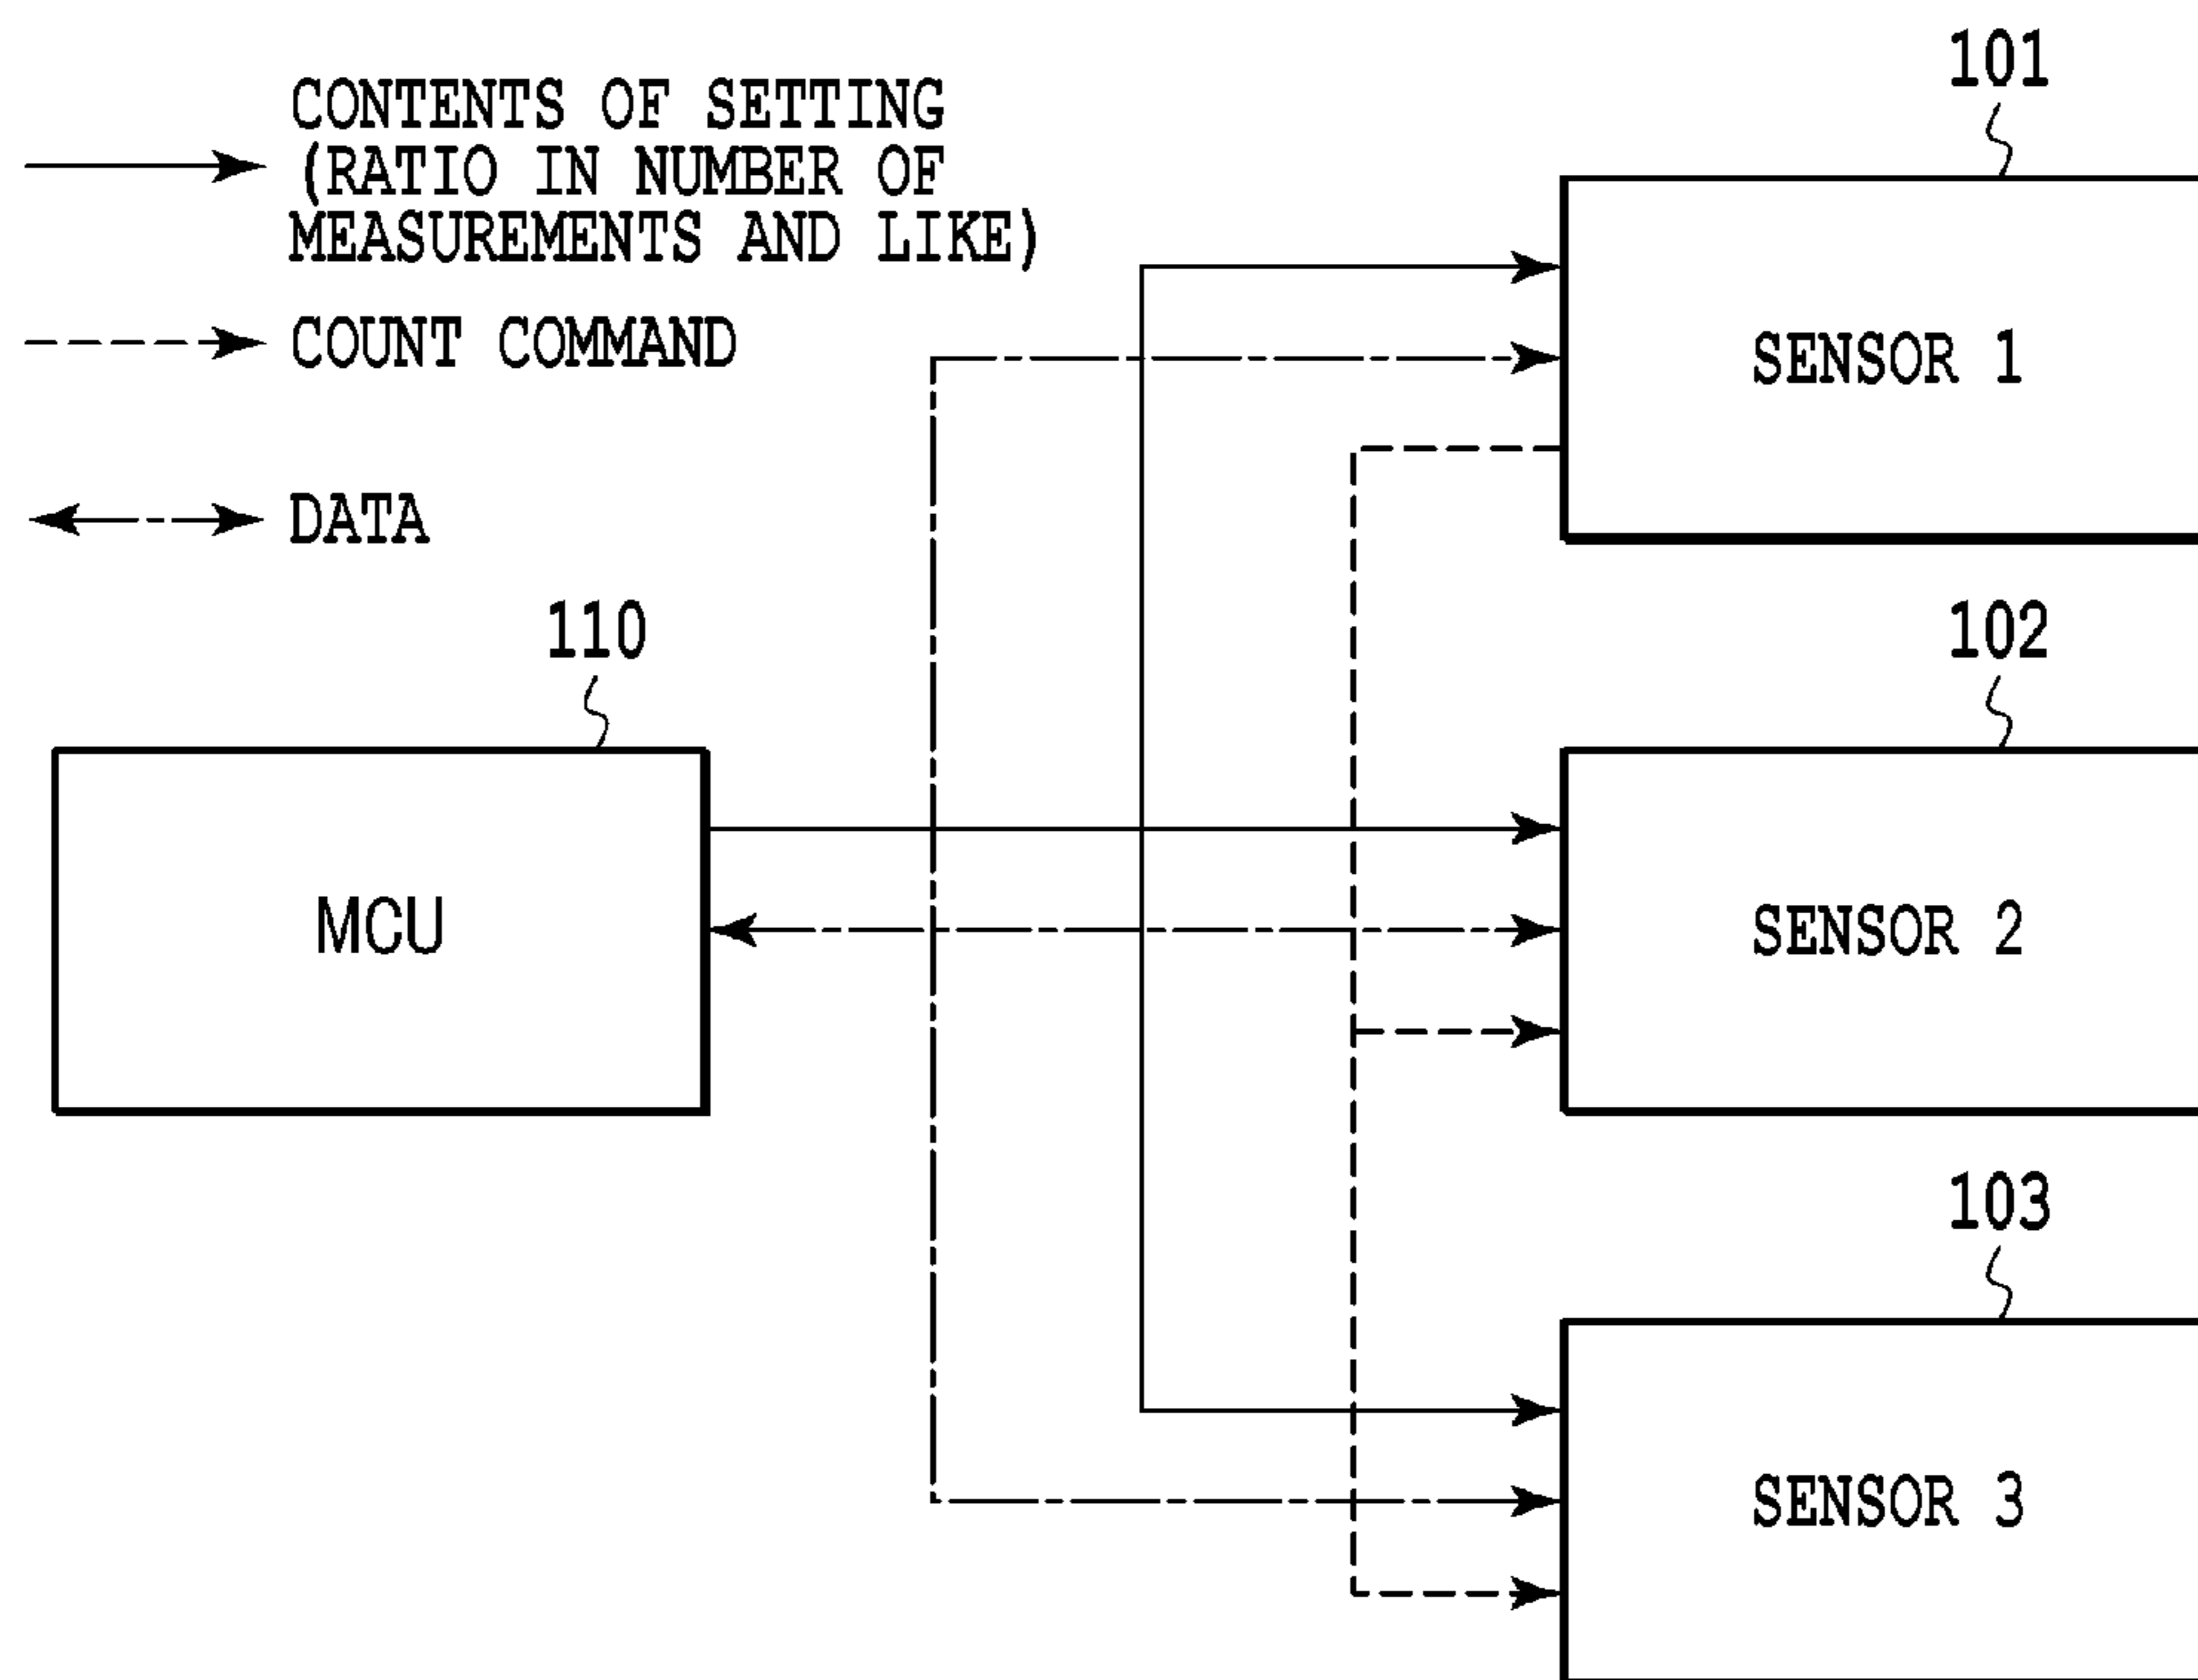 CONTENTS OF SETTING
(RATIO IN NUMBER OF
MEASUREMENTS AND LIKE)
COUNT COMMAND
DATA
101
SENSOR 1
110
MCU
102
SENSOR 2
103
SENSOR 3